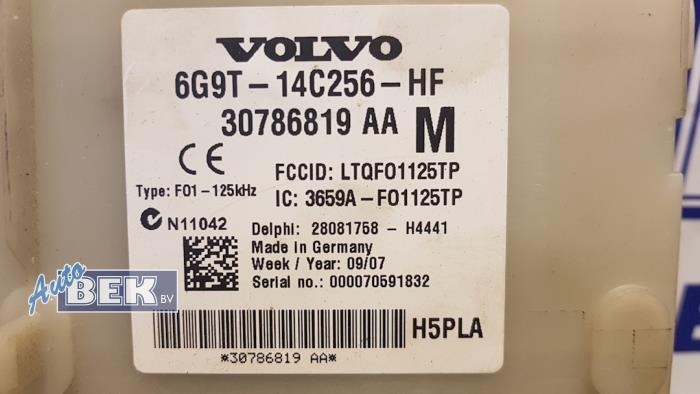 VOLVO
6G9T-14C256-HF
30786819 AA M
CE
FCCID: LTQFO1125TP
Type: FO1-125kHz
IC: 3659A-FO1125TP
N11042
Delphi: 28081758 - H4441
Made in Germany
Week / Year: 09/07
Serial no.: 000070591832
Auto
BEK BV
H5PLA
*30786819 AA*